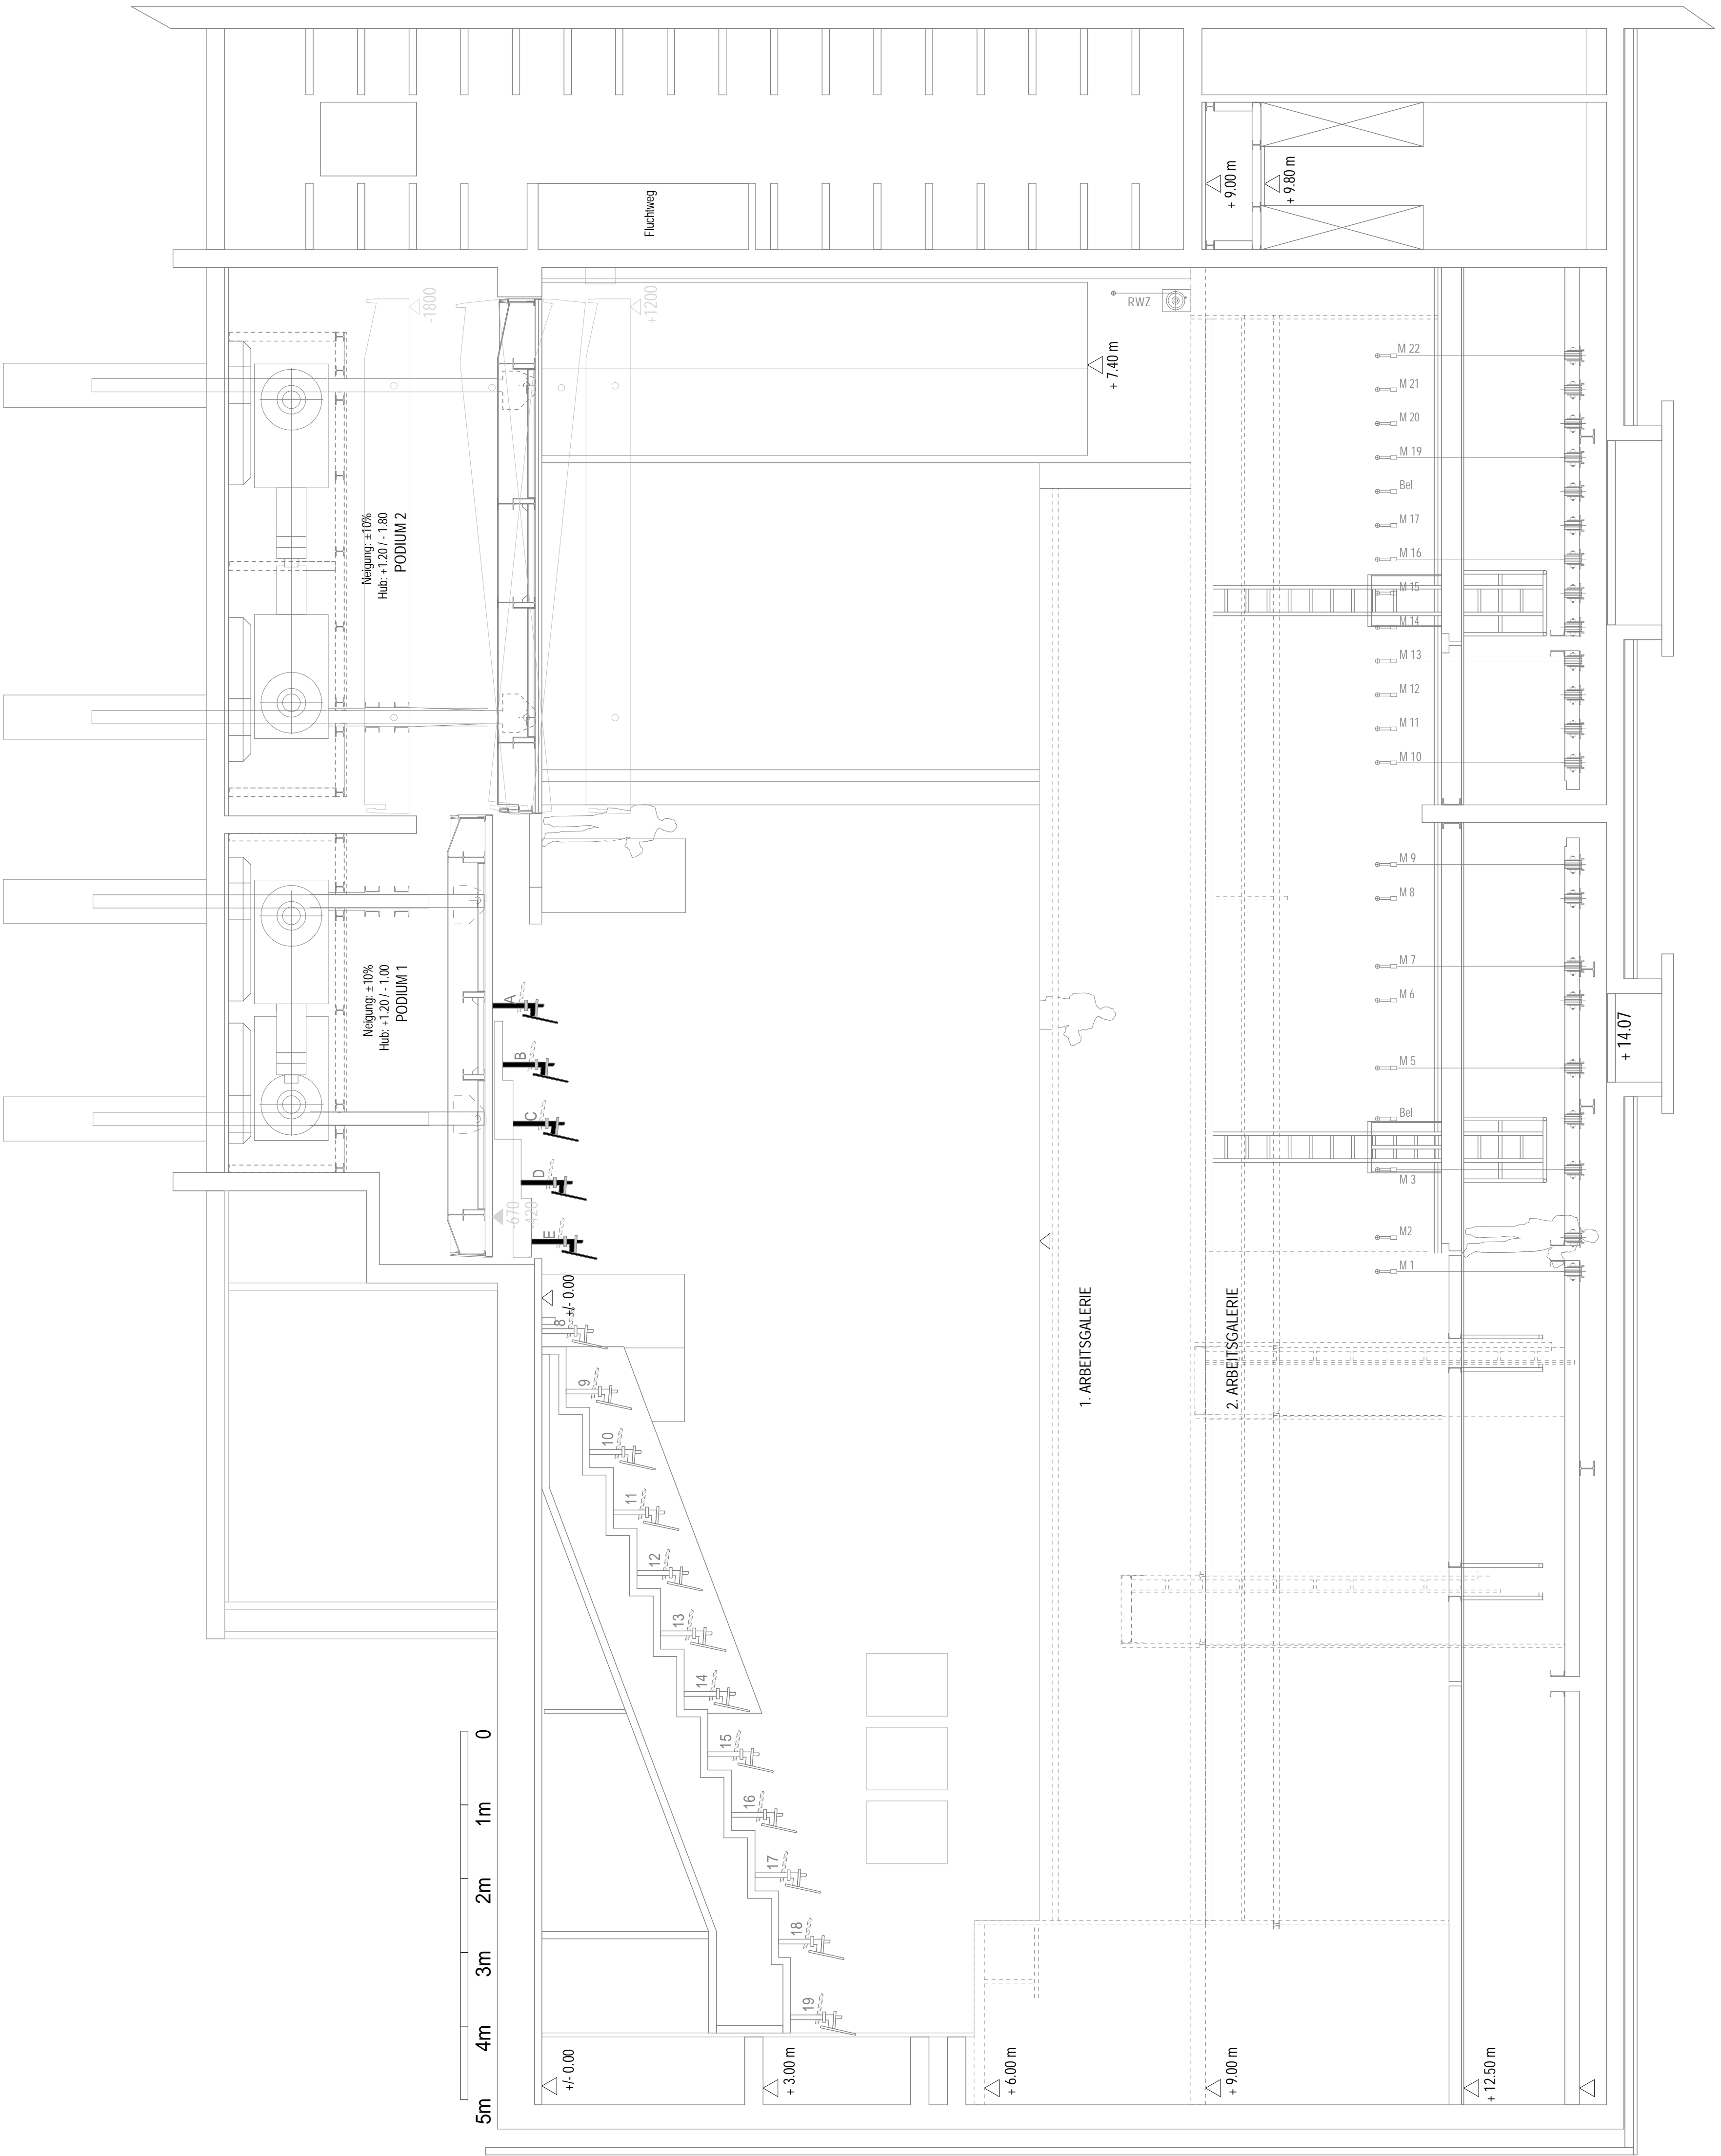 Fluchtweg
+ 9.00 m
+ 9.80 m
-1800
+1200
RWZ
+ 7.40 m
Neigung: ±10%
Hub: +1.20 / - 1.80
PODIUM 2
Neigung: ±10%
Hub: +1.20 / - 1.00
PODIUM 1
M 22
M 21
M 20
M 19
Bel
M 17
M 16
M 15
M 14
M 13
M 12
M 11
M 10
M 9
M 8
M 7
M 6
M 5
Bel
M 3
M2
M 1
+ 14.07
A
B
C
D
E
-670
-420
+/- 0.00
8
9
10
11
12
13
14
15
16
17
18
19
1. ARBEITSGALERIE
2. ARBEITSGALERIE
0
1m
2m
3m
4m
5m
+/- 0.00
+ 3.00 m
+ 6.00 m
+ 9.00 m
+ 12.50 m